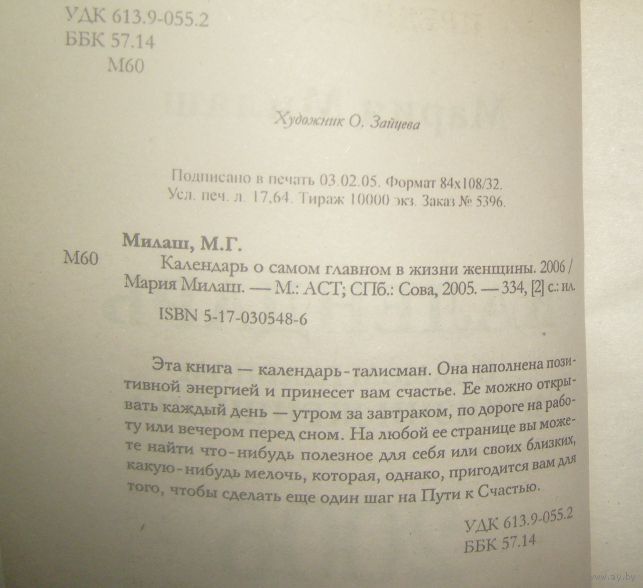 УДК 613.9-055.2
ББК 57.14
М60
Художник О. Зайцева
Подписано в печать 03.02.05. Формат 84х108/32.
Усл. печ. л. 17,64. Тираж 10000 экз. Заказ № 5396.
Милаш, М.Г.
М60 Календарь о самом главном в жизни женщины. 2006 /
Мария Милаш. — М.: АСТ; СПб.: Сова, 2005. — 334, [2] с.: ил.
ISBN 5-17-030548-6
Эта книга — календарь-талисман. Она наполнена пози-
тивной энергией и принесет вам счастье. Ее можно откры-
вать каждый день — утром за завтраком, по дороге на рабо-
ту или вечером перед сном. На любой ее странице вы може-
те найти что-нибудь полезное для себя или своих близких,
какую-нибудь мелочь, которая, однако, пригодится вам для
того, чтобы сделать еще один шаг на Пути к Счастью.
УДК 613.9-055.2
ББК 57.14
www.ay.by